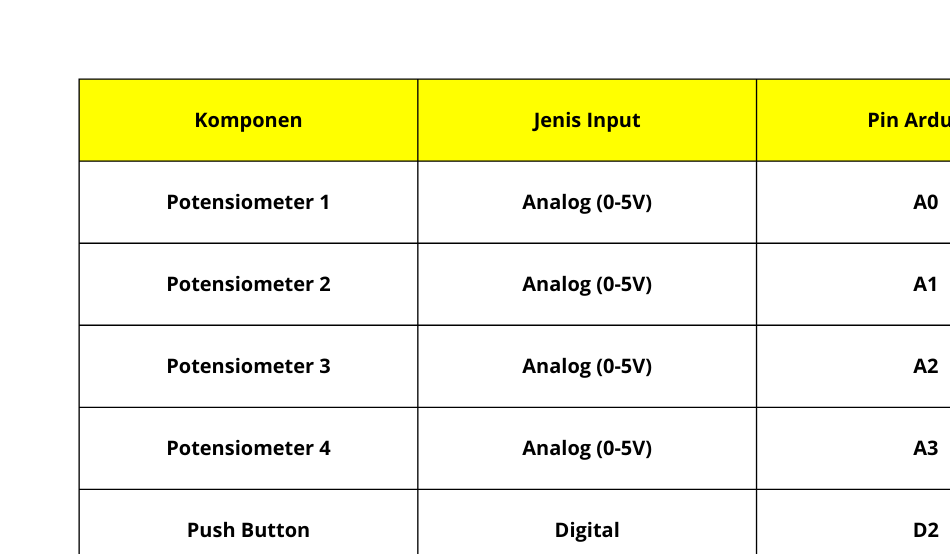 Komponen Jenis Input Pin Ardu
Potensiometer 1 Analog (0-5V) A0
Potensiometer 2 Analog (0-5V) A1
Potensiometer 3 Analog (0-5V) A2
Potensiometer 4 Analog (0-5V) A3
Push Button Digital D2